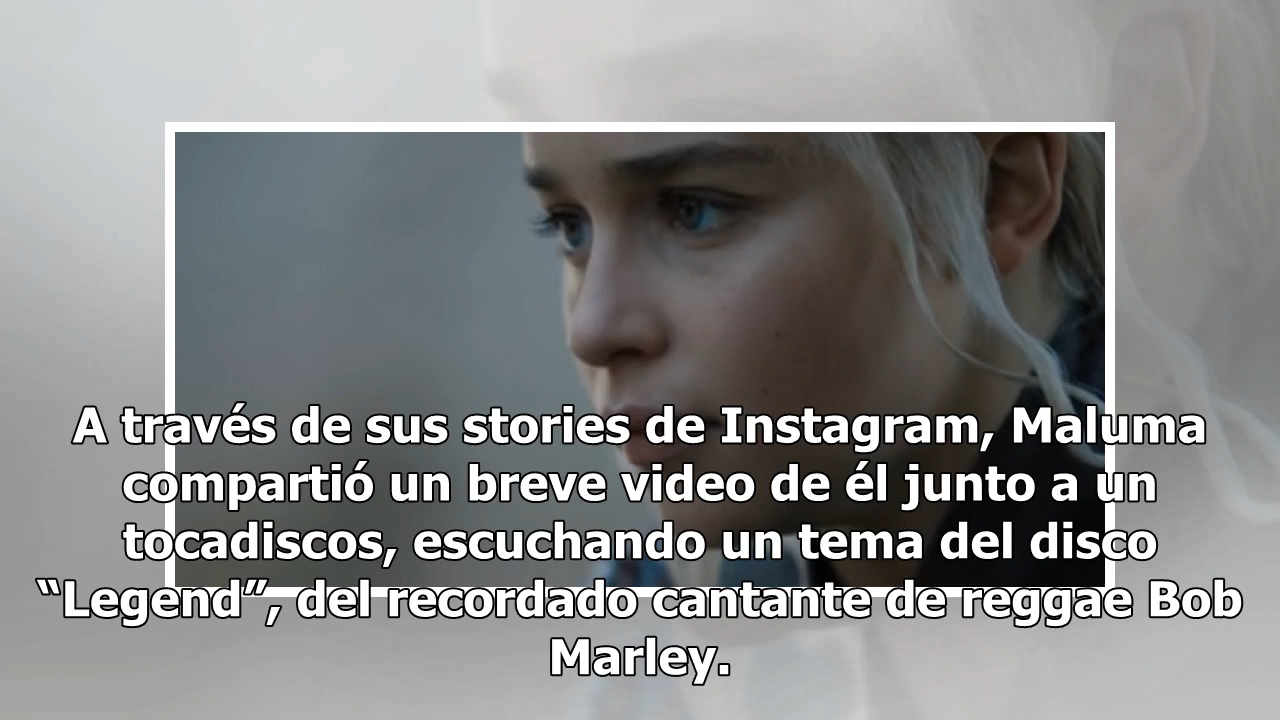 A través de sus stories de Instagram, Maluma
compartió un breve video de él junto a un
tocadiscos, escuchando un tema del disco
“Legend”, del recordado cantante de reggae Bob
Marley.